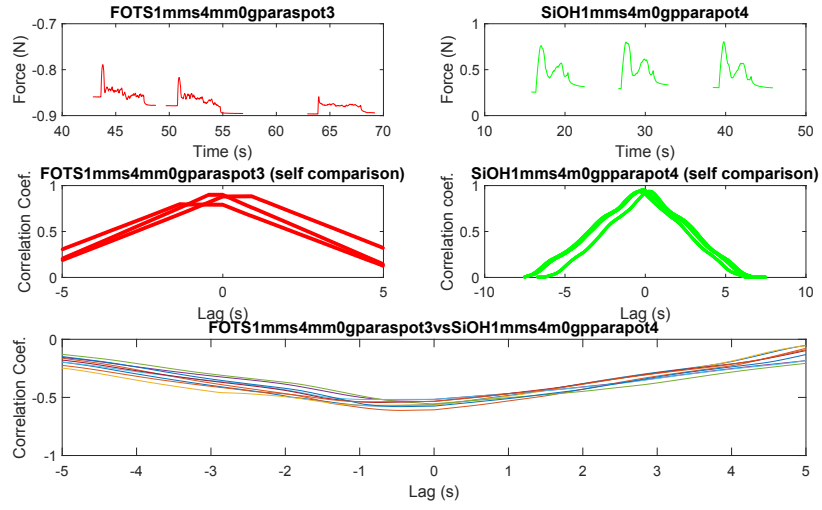 FOTS1mms4mm0gparaspot3
Force (N)
-0.7
-0.8
-0.9
40 45 50 55 60 65 70
Time (s)
SiOH1mms4m0gpparapot4
Force (N)
1
0.5
0
10 20 30 40 50
Time (s)
FOTS1mms4mm0gparaspot3 (self comparison)
Correlation Coef.
1
0.5
0
-5 0 5
Lag (s)
SiOH1mms4m0gpparapot4 (self comparison)
Correlation coef.
1
0.5
0
-10 -5 0 5 10
Lag (s)
FOTS1mms4mm0gparaspot3vsSiOH1mms4m0gpparapot4
Correlation Coef.
0
-0.5
-1
-5 -4 -3 -2 -1 0 1 2 3 4 5
Lag (s)